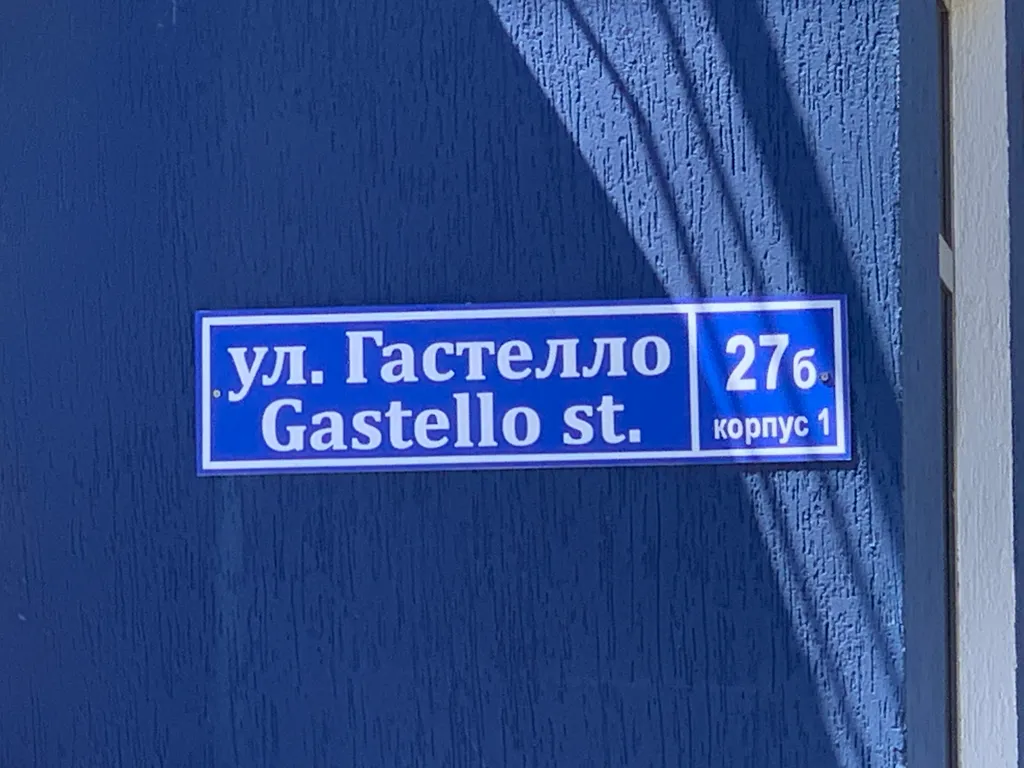 ул. Гастелло
Gastello st.
27б
корпус 1